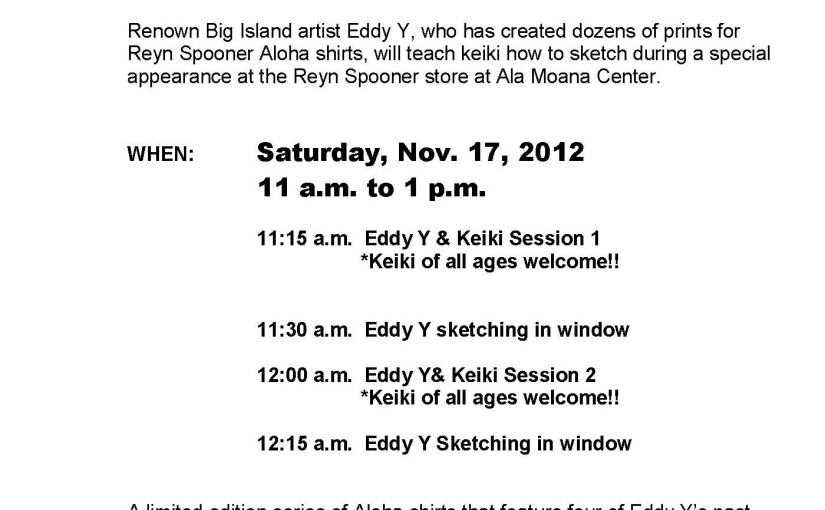 Renown Big Island artist Eddy Y, who has created dozens of prints for
Reyn Spooner Aloha shirts, will teach keiki how to sketch during a special
appearance at the Reyn Spooner store at Ala Moana Center.
WHEN: Saturday, Nov. 17, 2012
11 a.m. to 1 p.m.
11:15 a.m. Eddy Y & Keiki Session 1
*Keiki of all ages welcome!!
11:30 a.m. Eddy Y sketching in window
12:00 a.m. Eddy Y& Keiki Session 2
*Keiki of all ages welcome!!
12:15 a.m. Eddy Y Sketching in window
A limited edition series of Aloha shirts that feature four of Eddy Y's past